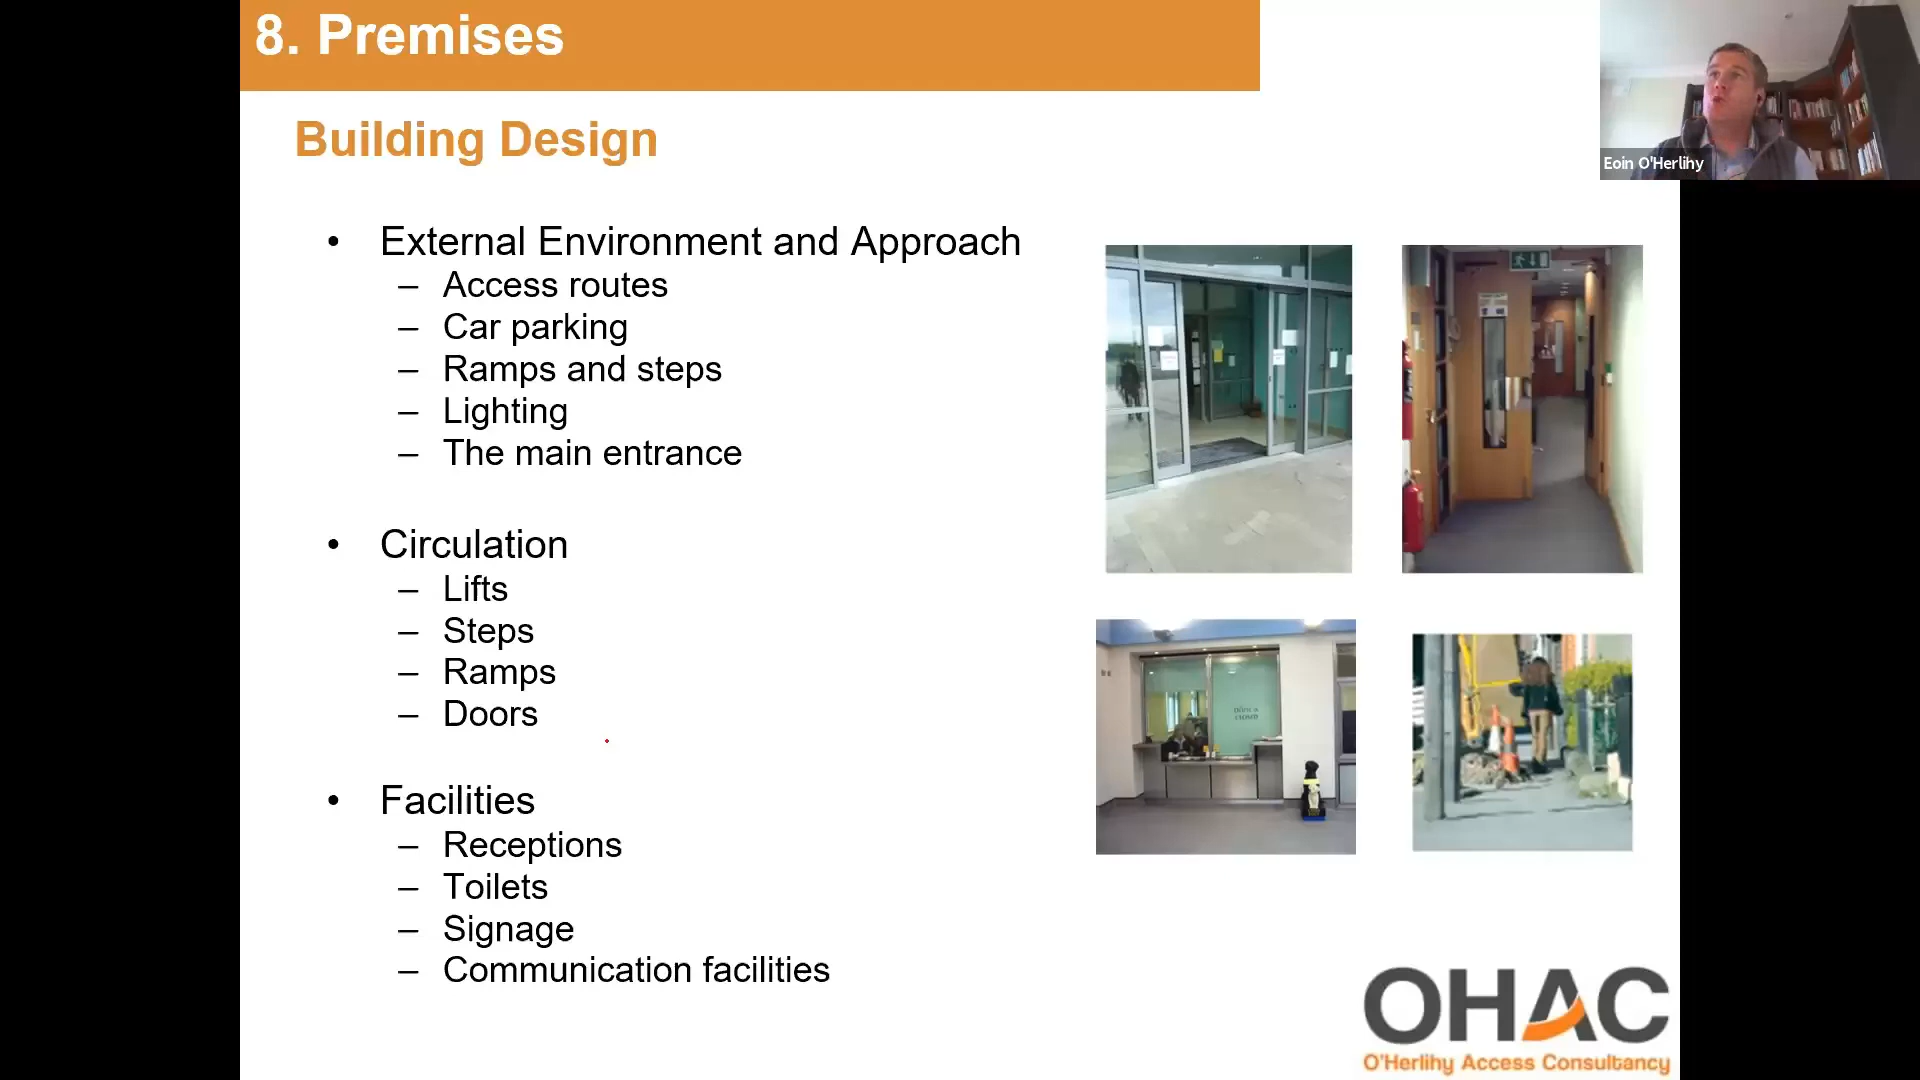 8. Premises
Eoin O'Herlihy
Building Design
• External Environment and Approach
– Access routes
– Car parking
– Ramps and steps
– Lighting
– The main entrance
• Circulation
– Lifts
– Steps
– Ramps
– Doors
• Facilities
– Receptions
– Toilets
– Signage
– Communication facilities
OHAC
O'Herlihy Access Consultancy